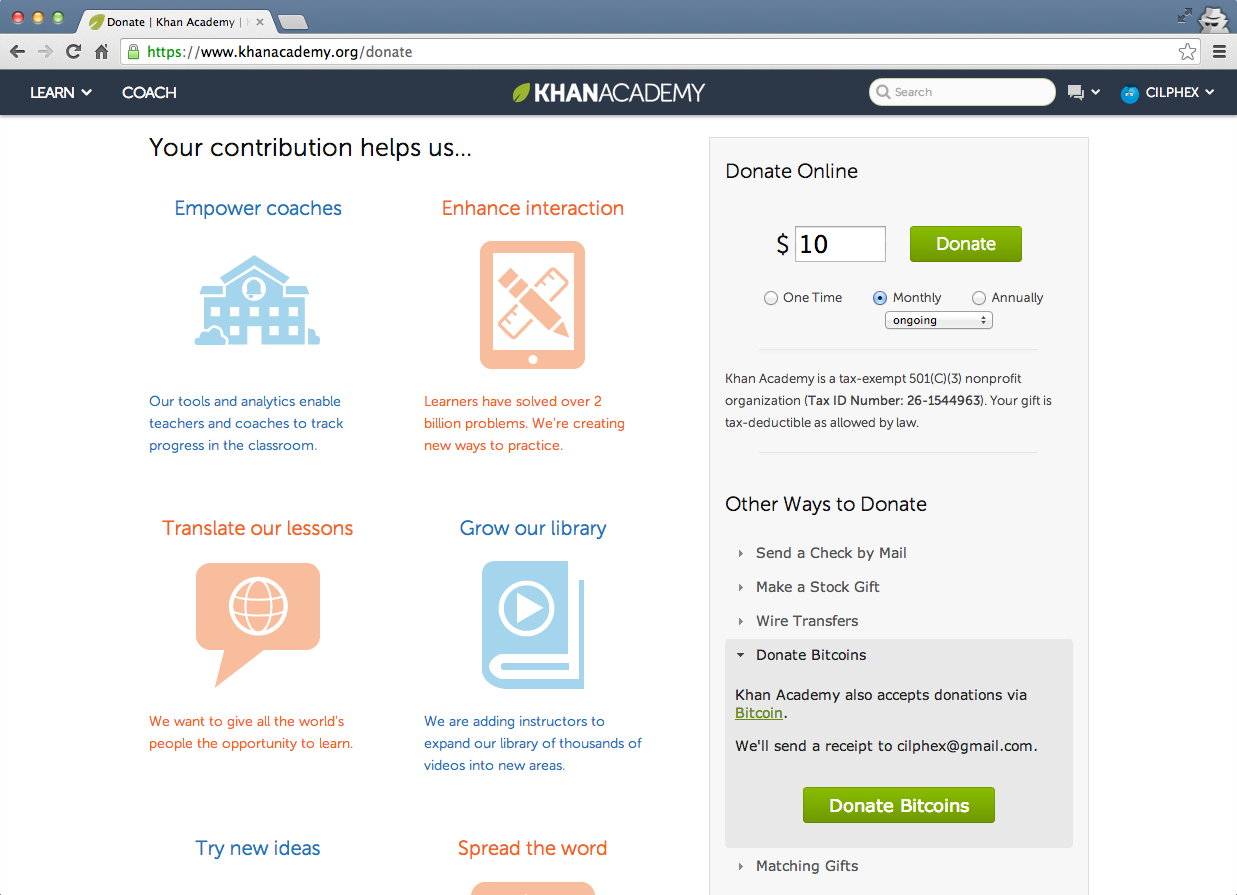 Donate | Khan Academy |
https://www.khanacademy.org/donate
LEARN
COACH
KHANACADEMY
Search
CILPHEX
Your contribution helps us...
Empower coaches
Our tools and analytics enable
teachers and coaches to track
progress in the classroom.
Enhance interaction
Learners have solved over 2
billion problems. We're creating
new ways to practice.
Translate our lessons
We want to give all the world's
people the opportunity to learn.
Grow our library
We are adding instructors to
expand our library of thousands of
videos into new areas.
Try new ideas
Spread the word
Donate Online
$ 10
Donate
One Time
Monthly
Annually
ongoing
Khan Academy is a tax-exempt 501(C)(3) nonprofit
organization (Tax ID Number: 26-1544963). Your gift is
tax-deductible as allowed by law.
Other Ways to Donate
Send a Check by Mail
Make a Stock Gift
Wire Transfers
Donate Bitcoins
Khan Academy also accepts donations via
Bitcoin.
We'll send a receipt to cilphex@gmail.com.
Donate Bitcoins
Matching Gifts